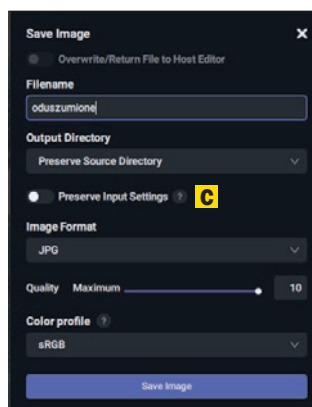 Save Image ×
Overwrite/Return File to Host Editor
Filename
oduszumione
Output Directory
Preserve Source Directory
Preserve Input Settings ? C
Image Format
JPG
Quality Maximum 10
Color profile ?
sRGB
Save Image